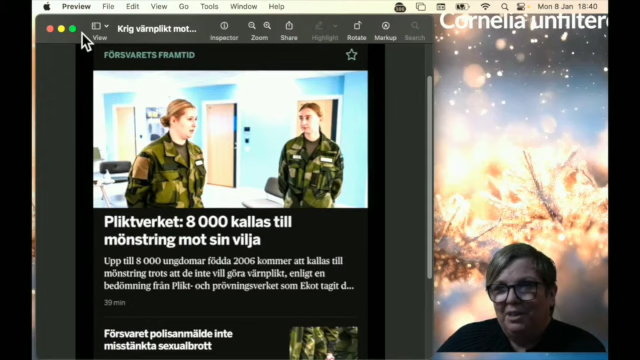 Preview File Edit View Go Tools Window Help
Mon 8 Jan 18:40
Cornelia unfiltere
Krig värnplikt mot...
View Inspector Zoom Share Highlight Rotate Markup Search
FÖRSVARETS FRAMTID
Pliktverket: 8 000 kallas till
mönstring mot sin vilja
Upp till 8 000 ungdomar födda 2006 kommer att kallas till
mönstring trots att de inte vill göra värnplikt, enligt en
bedömning från Plikt- och prövningsverket som Ekot tagit d...
39 min
Försvaret polisanmälde inte
misstänkta sexualbrott